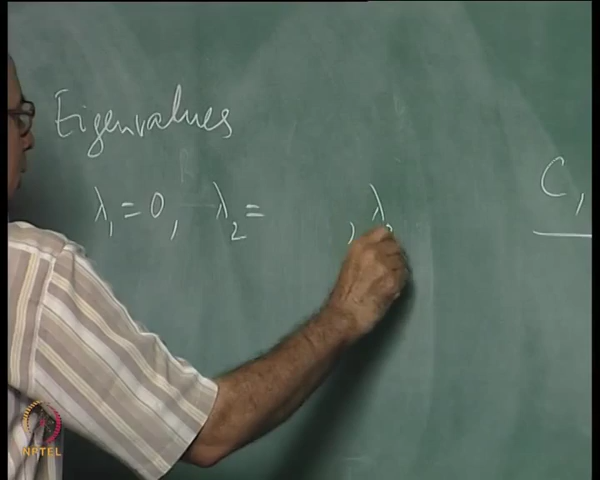 Eigenvalues
λ₁ = 0, λ₂ = , λ
C,
NPTEL